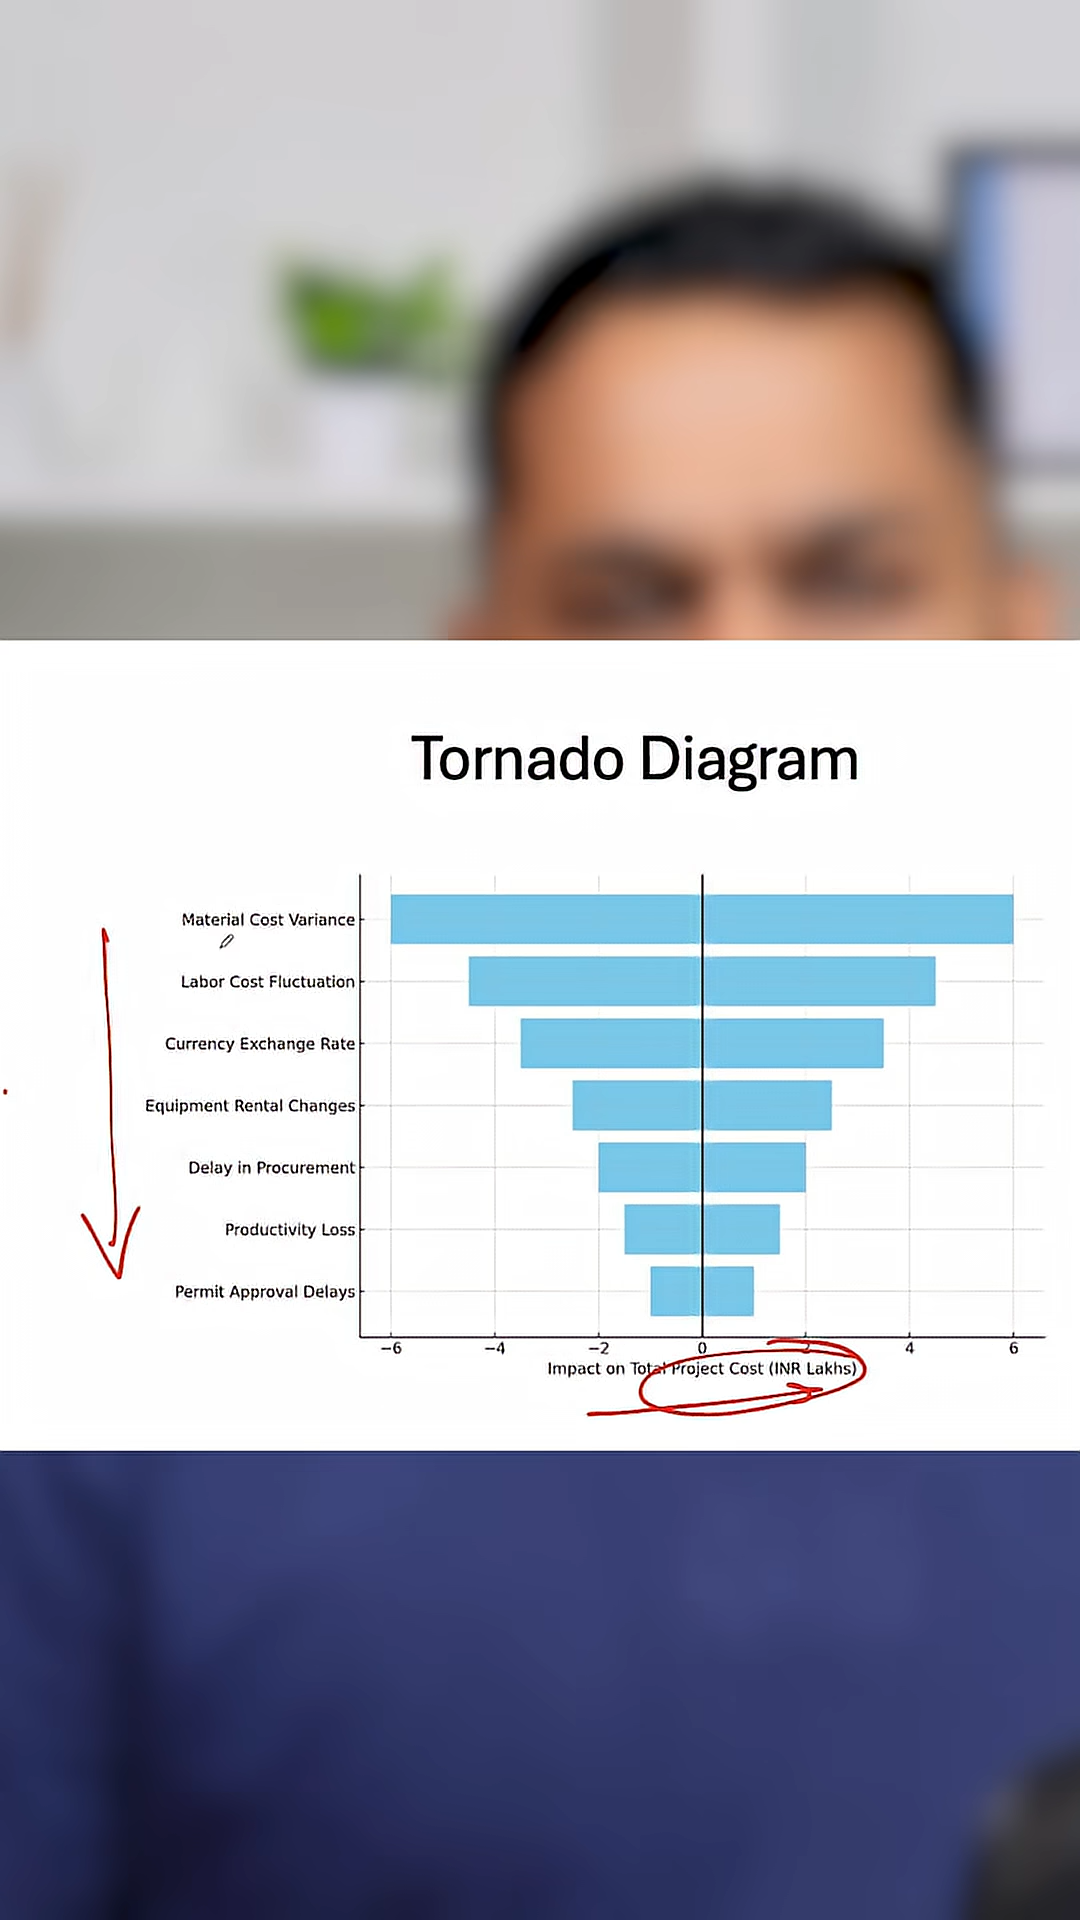 Tornado Diagram
Material Cost Variance
Labor Cost Fluctuation
Currency Exchange Rate
Equipment Rental Changes
Delay in Procurement
Productivity Loss
Permit Approval Delays
−6 −4 −2 0 2 4 6
Impact on Total Project Cost (INR Lakhs)